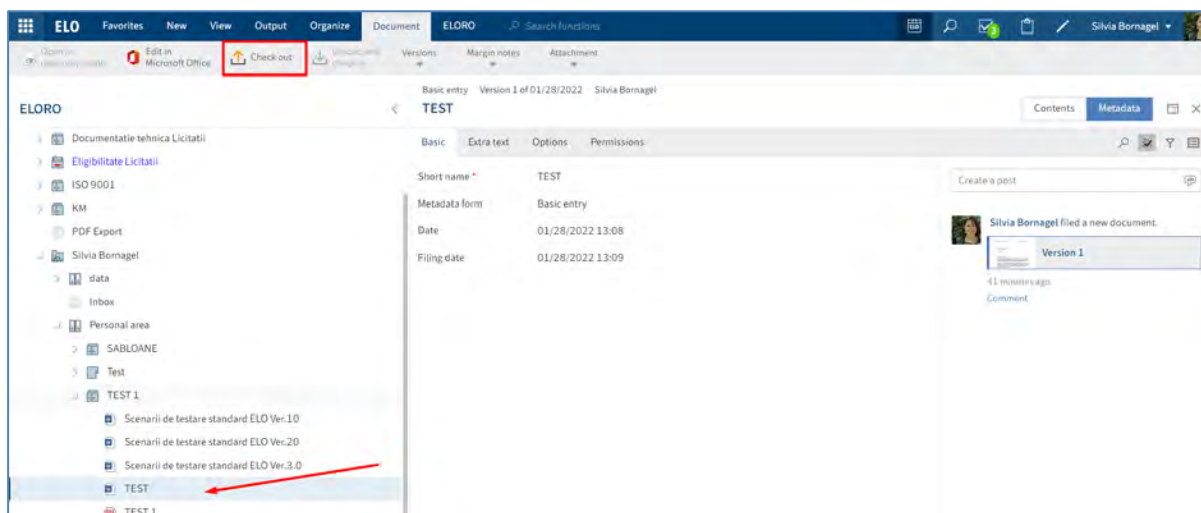 ELO Favorites New View Output Organize Document ELORO Search functions Silvia Bornagel
Edit in
Microsoft Office
Check out
Versions Margin notes Attachment
Basic entry Version 1 of 01/28/2022 Silvia Bornagel
ELORO
TEST
Contents Metadata
Documentatie tehnica Licitatii
Eligibilitate Licitatii
ISO 9001
KM
PDF Export
Silvia Bornagel
data
Inbox
Personal area
SABLOANE
Test
TEST 1
Scenarii de testare standard ELO Ver.10
Scenarii de testare standard ELO Ver.20
Scenarii de testare standard ELO Ver.3.0
TEST
TEST 1
Basic Extra text Options Permissions
Short name * TEST
Metadata form Basic entry
Date 01/28/2022 13:08
Filing date 01/28/2022 13:09
Create a post
Silvia Bornagel filed a new document.
Version 1
41 minutes ago
Comment